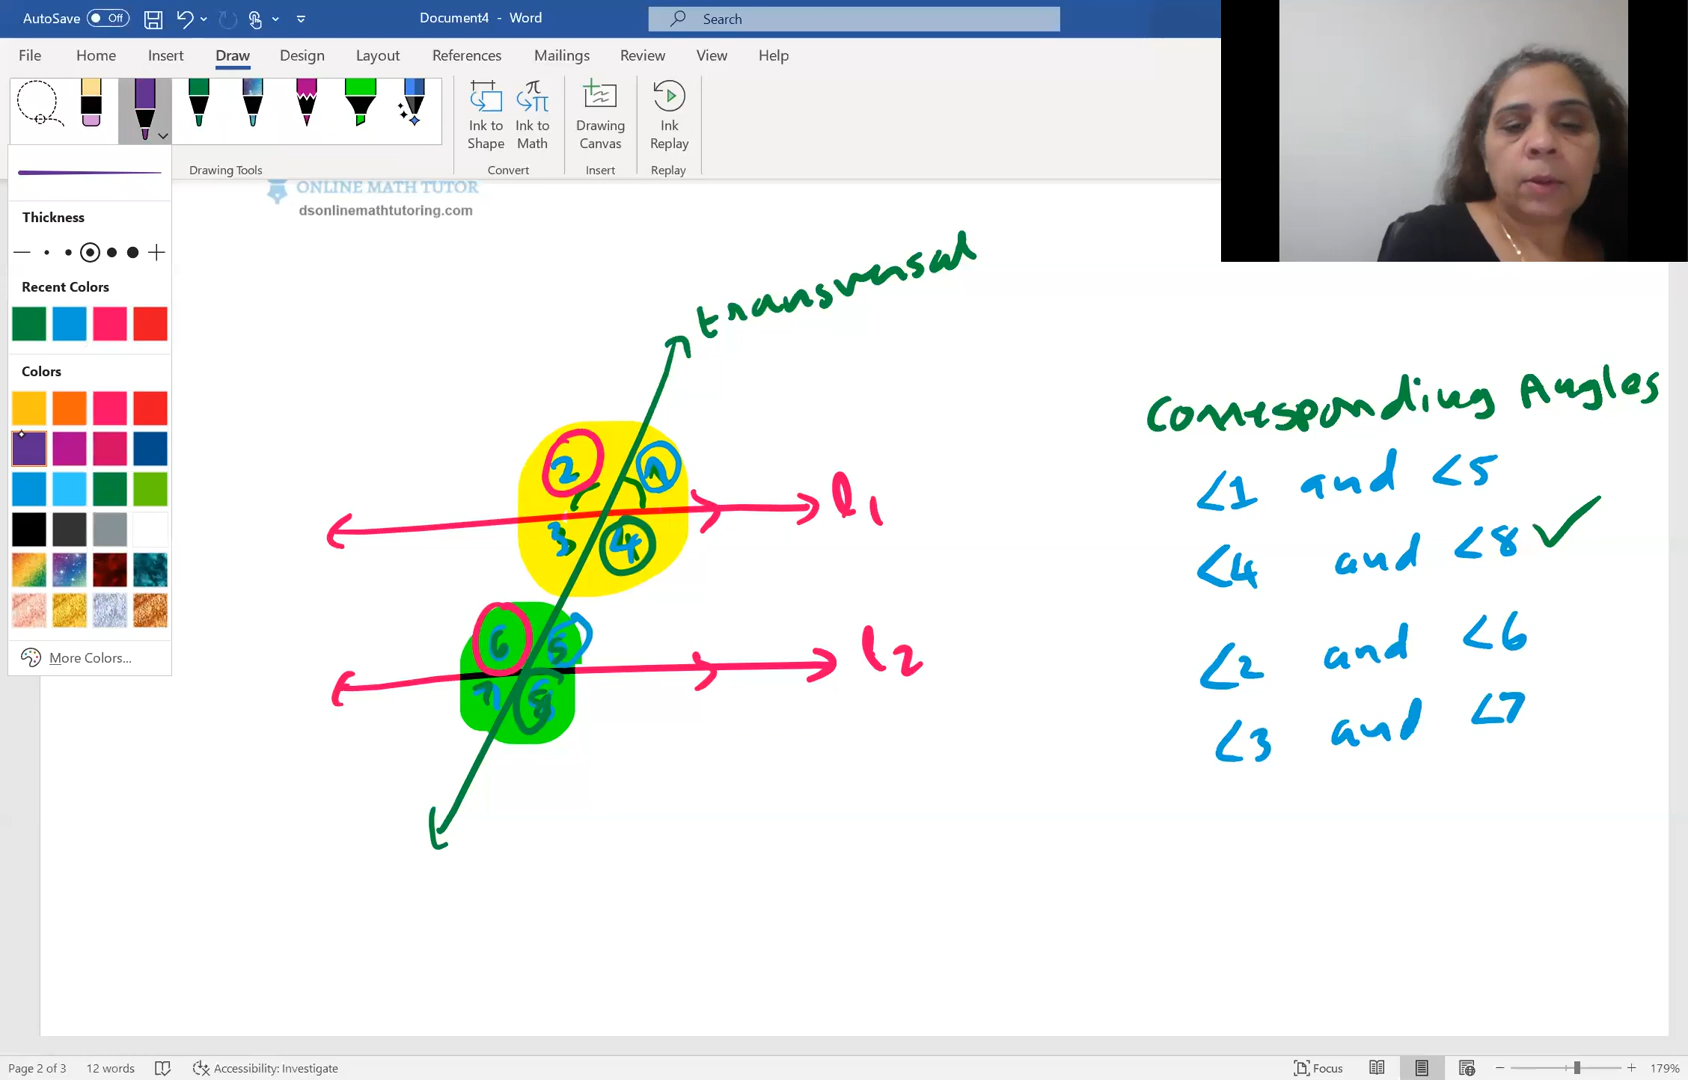 AutoSave Off
Document4 - Word
Search
File Home Insert Draw Design Layout References Mailings Review View Help
Ink to Shape
Ink to Math
Drawing Canvas
Ink Replay
Drawing Tools
Convert
Insert
Replay
Thickness
Recent Colors
Colors
More Colors...
ONLINE MATH TUTOR
dsonlinemathtutoring.com
transversal
2 1
3 4
l1
6 5
7 8
l2
Corresponding Angles
<1 and <5
<4 and <8
<2 and <6
<3 and <7
Page 2 of 3 12 words Accessibility: Investigate Focus 179%